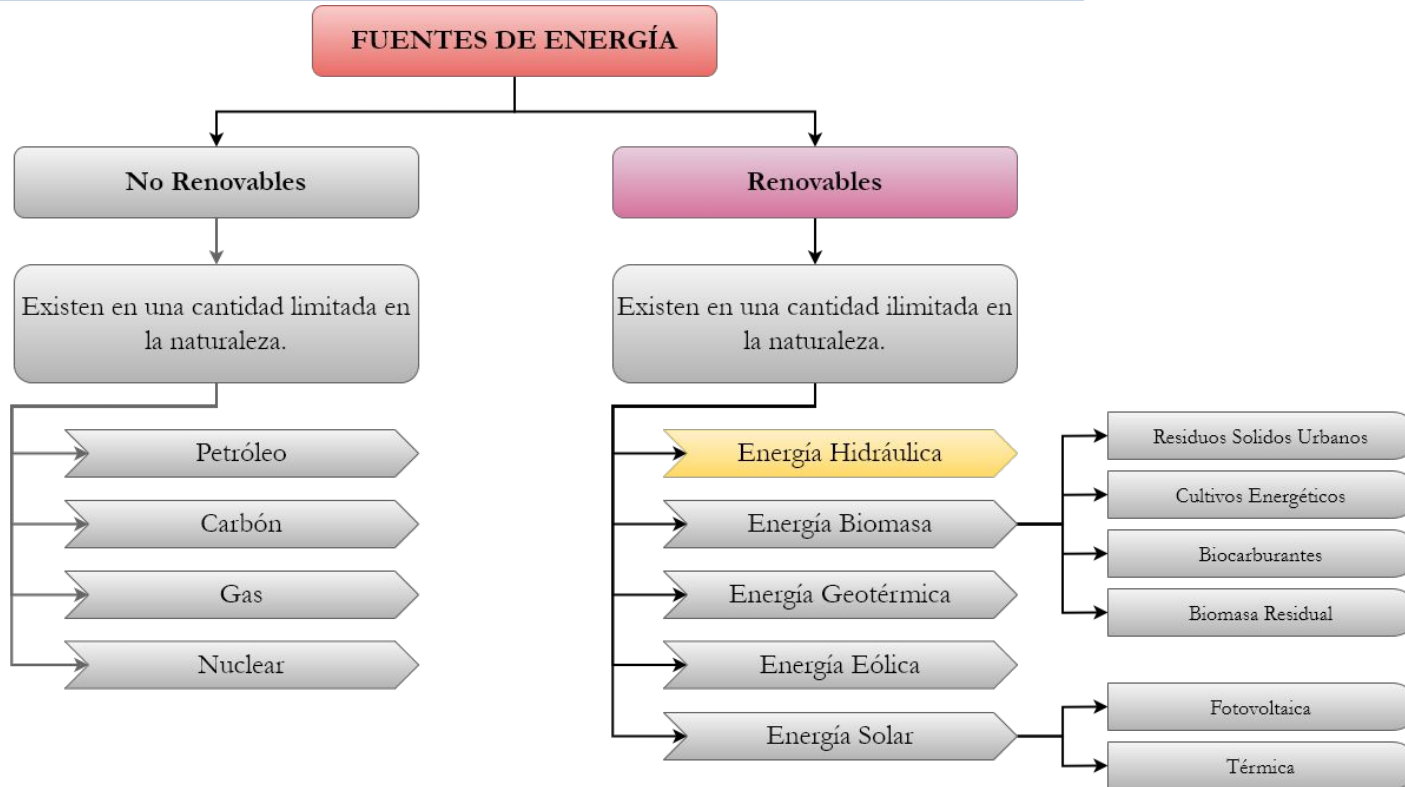 FUENTES DE ENERGÍA
No Renovables
Existen en una cantidad limitada en
la naturaleza.
Petróleo
Carbón
Gas
Nuclear
Renovables
Existen en una cantidad ilimitada en
la naturaleza.
Energía Hidráulica
Energía Biomasa
Residuos Solidos Urbanos
Cultivos Energéticos
Biocarburantes
Biomasa Residual
Energía Geotérmica
Energía Eólica
Energía Solar
Fotovoltaica
Térmica